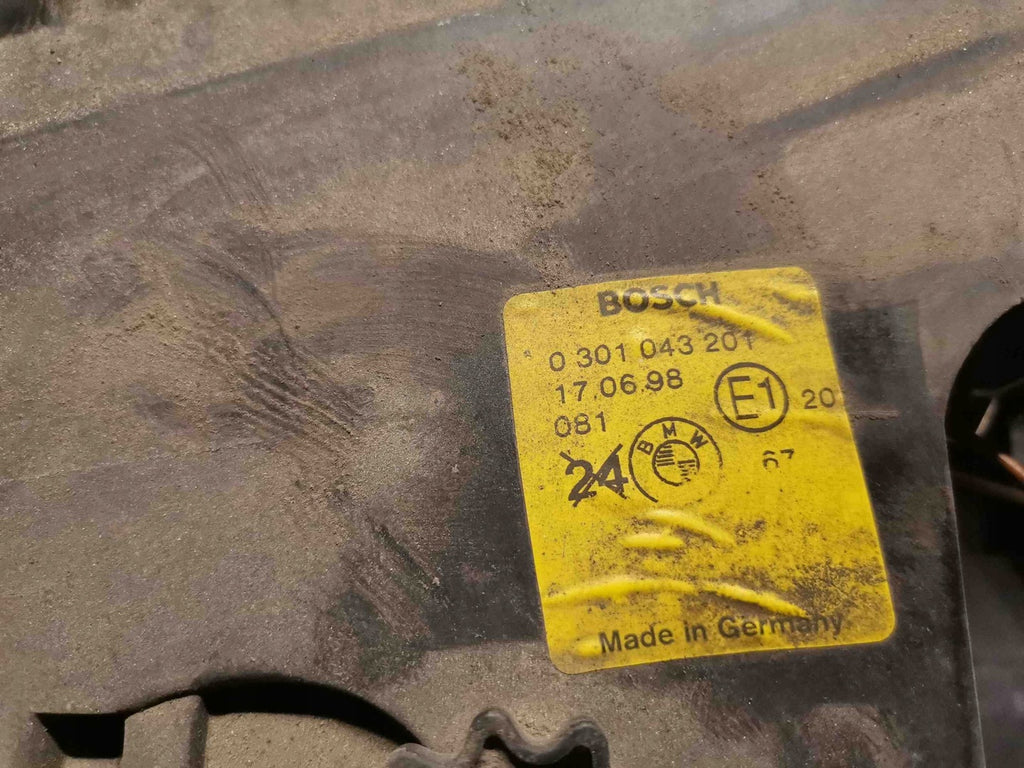 BOSCH
0 301 043 201
17.06.98 E1 20
081
24 BMW 67
Made in Germany